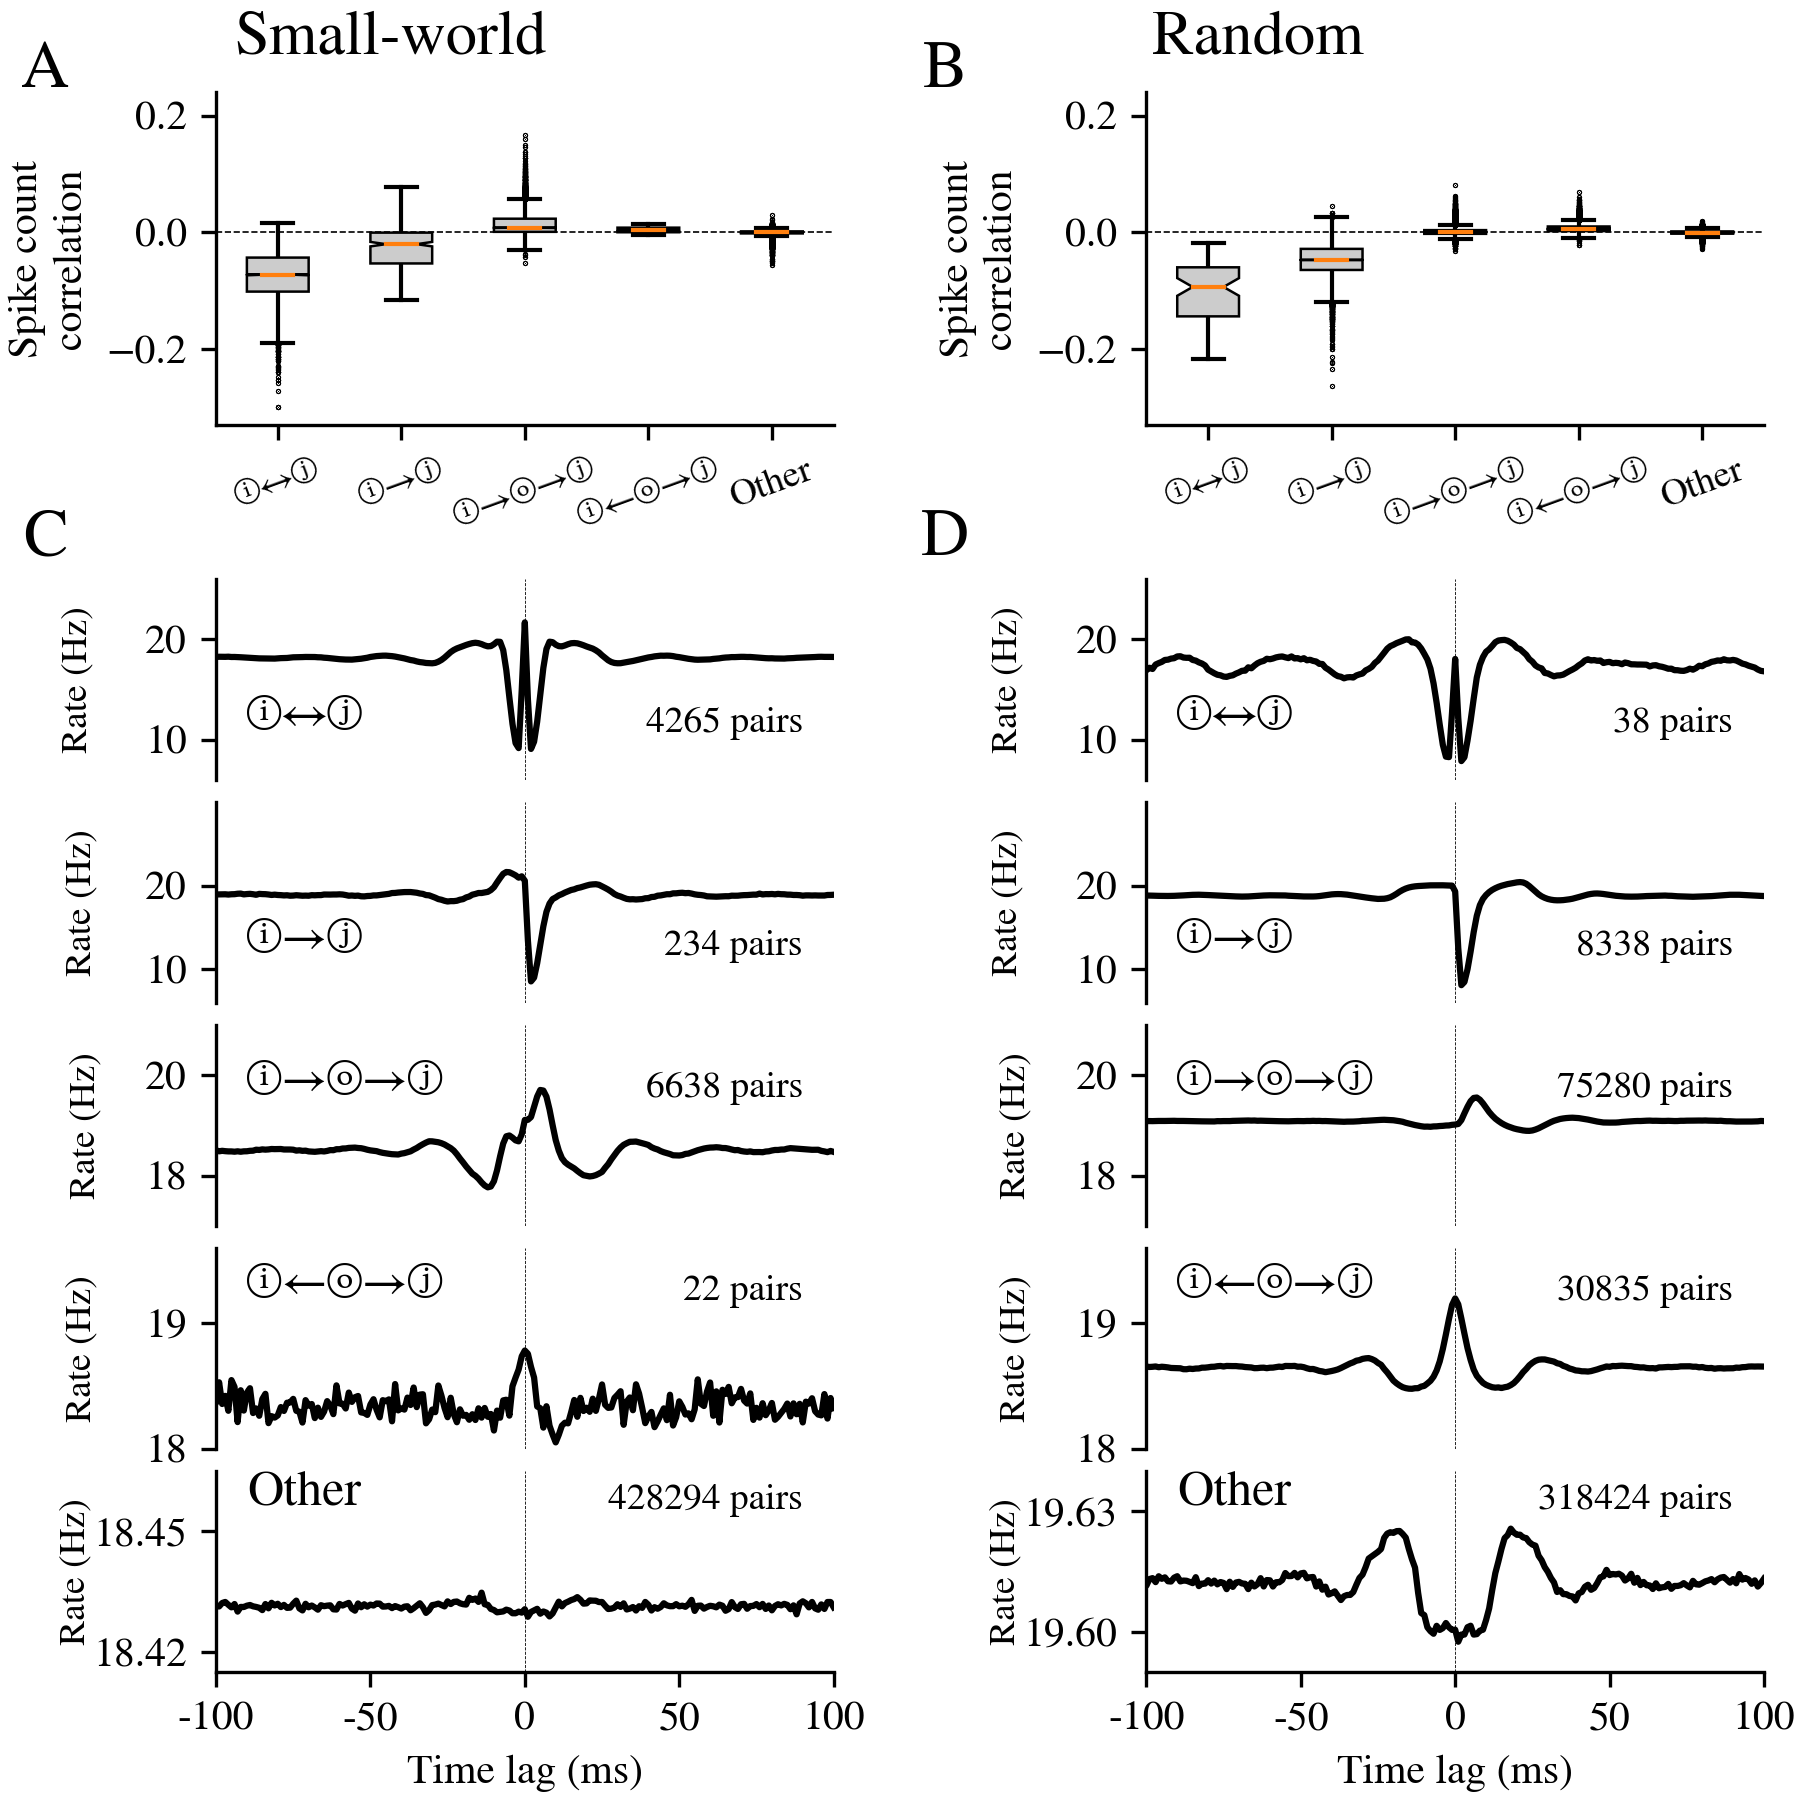 Small-world
Random
A
B
0.2
0.0
−0.2
Spike count
correlation
i↔j
i→j
i→o→j
i←o→j
Other
0.2
0.0
−0.2
Spike count
correlation
i↔j
i→j
i→o→j
i←o→j
Other
C
20
10
Rate (Hz)
i↔j
4265 pairs
20
10
Rate (Hz)
i→j
234 pairs
20
18
Rate (Hz)
i→o→j
6638 pairs
19
18
Rate (Hz)
i←o→j
22 pairs
Other
428294 pairs
18.45
18.42
Rate (Hz)
-100 -50 0 50 100
Time lag (ms)
D
20
10
Rate (Hz)
i↔j
38 pairs
20
10
Rate (Hz)
i→j
8338 pairs
20
18
Rate (Hz)
i→o→j
75280 pairs
19
18
Rate (Hz)
i←o→j
30835 pairs
Other
318424 pairs
19.63
19.60
Rate (Hz)
-100 -50 0 50 100
Time lag (ms)